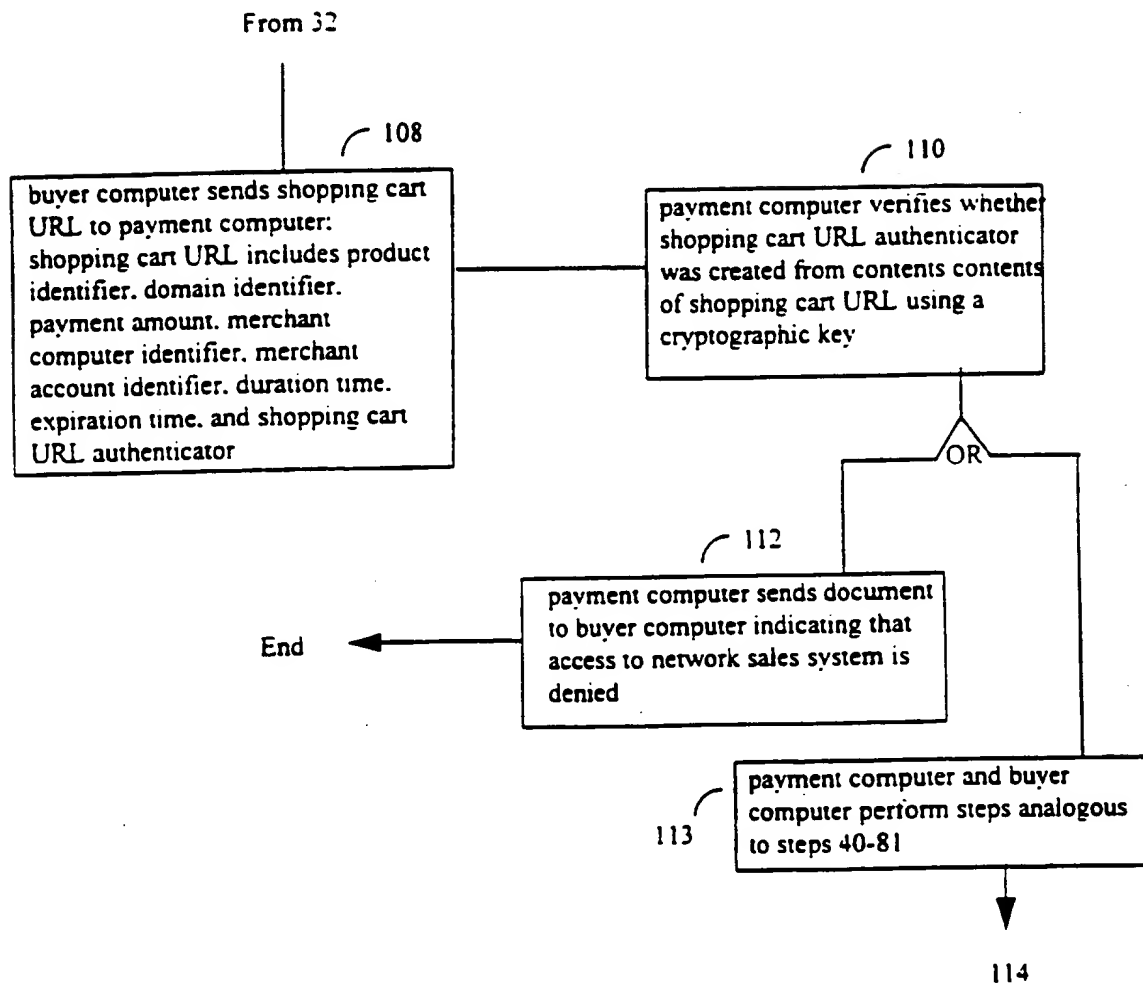 From 32
108
buyer computer sends shopping cart
URL to payment computer:
shopping cart URL includes product
identifier. domain identifier.
payment amount. merchant
computer identifier. merchant
account identifier. duration time.
expiration time. and shopping cart
URL authenticator
110
payment computer verifies whether
shopping cart URL authenticator
was created from contents contents
of shopping cart URL using a
cryptographic key
OR
112
payment computer sends document
to buyer computer indicating that
access to network sales system is
denied
End
payment computer and buyer
computer perform steps analogous
to steps 40-81
113
114